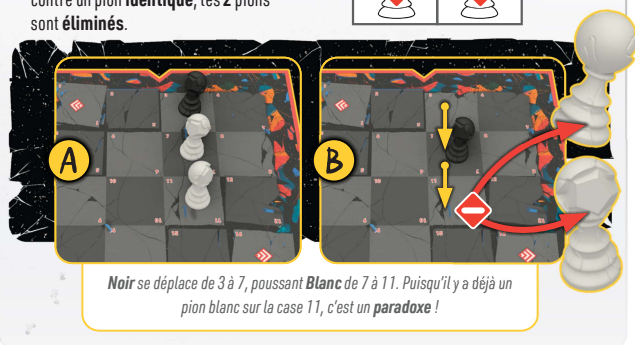 contre un pion identique, les 2 pions
sont éliminés.
A
B
Noir se déplace de 3 à 7, poussant Blanc de 7 à 11. Puisqu'il y a déjà un
pion blanc sur la case 11, c'est un paradoxe !